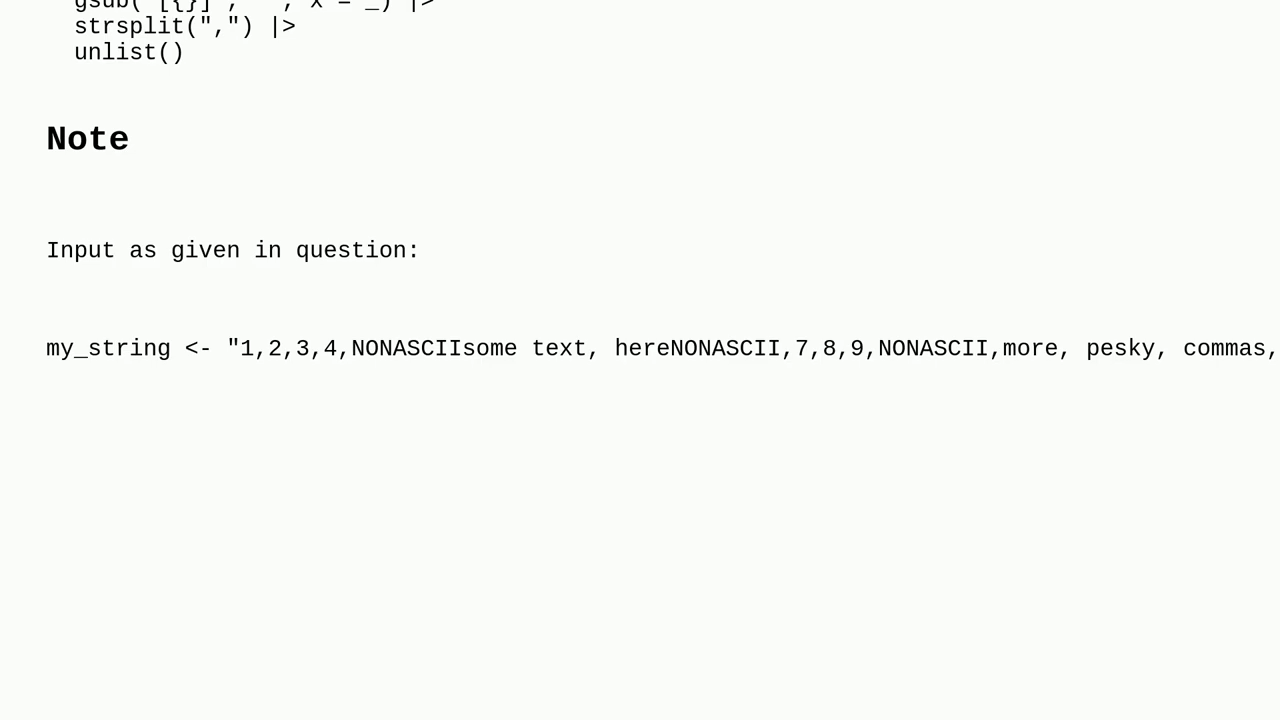 gsub("[{}]", "", x = _) |>
strsplit(",") |>
unlist()
Note
Input as given in question:
my_string <- "1,2,3,4,NONASCIIsome text, hereNONASCII,7,8,9,NONASCII,more, pesky, commas,